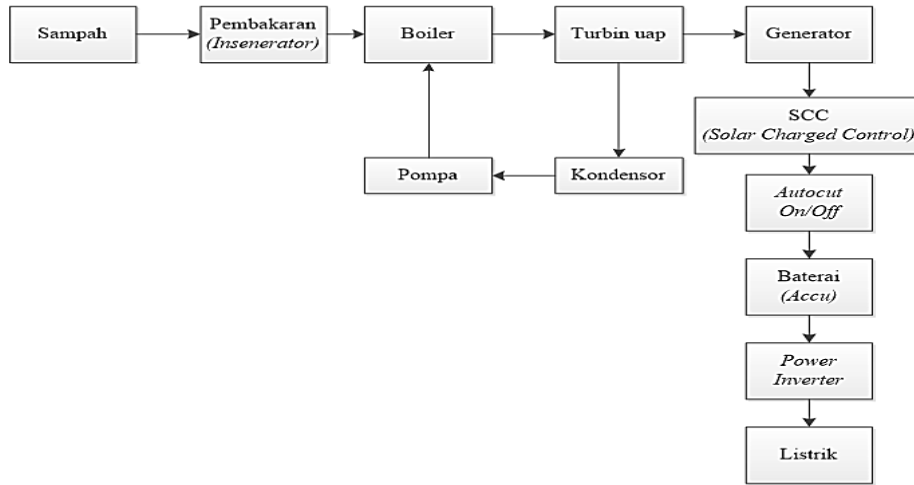 Sampah
Pembakaran
(Insenerator)
Boiler
Turbin uap
Generator
SCC
(Solar Charged Control)
Pompa
Kondensor
Autocut
On/Off
Baterai
(Accu)
Power
Inverter
Listrik